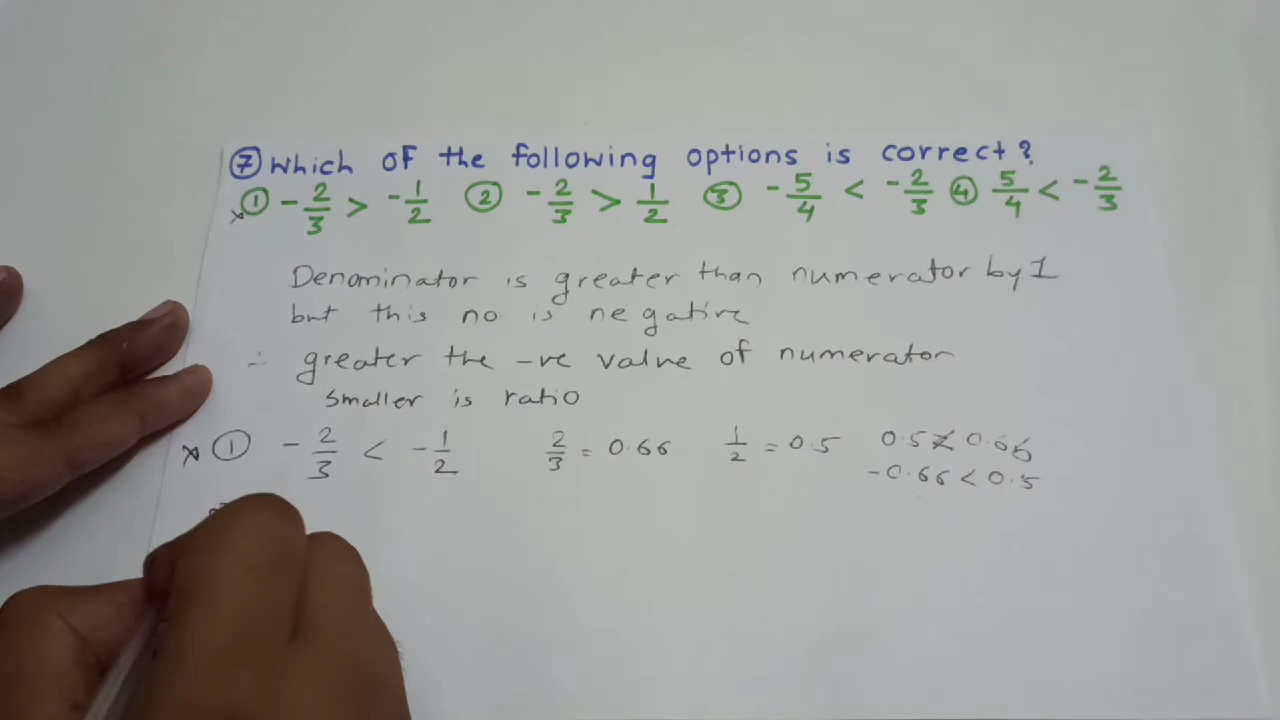 ⑦ Which of the following options is correct?
× ① -2/3 > -1/2 ② -2/3 > 1/2 ③ -5/4 < -2/3 ④ 5/4 < -2/3
Denominator is greater than numerator by 1
but this no is negative
∴ greater the -ve value of numerator
smaller is ratio
× ① -2/3 < -1/2 2/3 = 0.66 1/2 = 0.5 0.5 < 0.66
-0.66 < 0.5